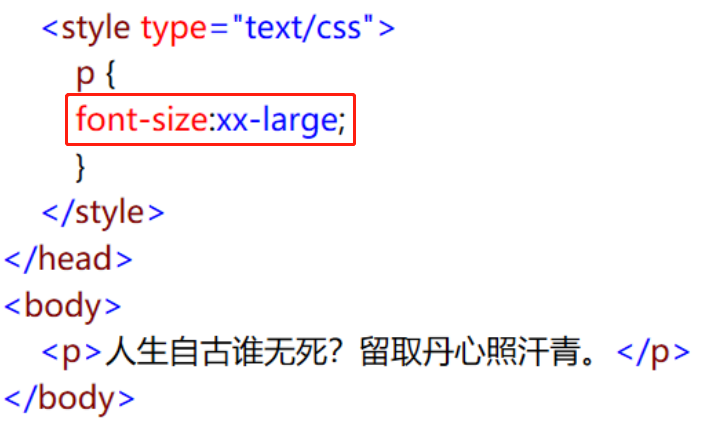 <style type="text/css">
p {
font-size:xx-large;
}
</style>
</head>
<body>
<p>人生自古谁无死？留取丹心照汗青。</p>
</body>